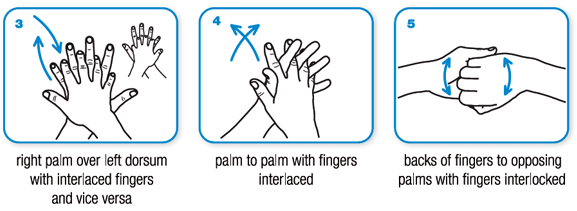 3
right palm over left dorsum
with interlaced fingers
and vice versa
4
palm to palm with fingers
interlaced
5
backs of fingers to opposing
palms with fingers interlocked